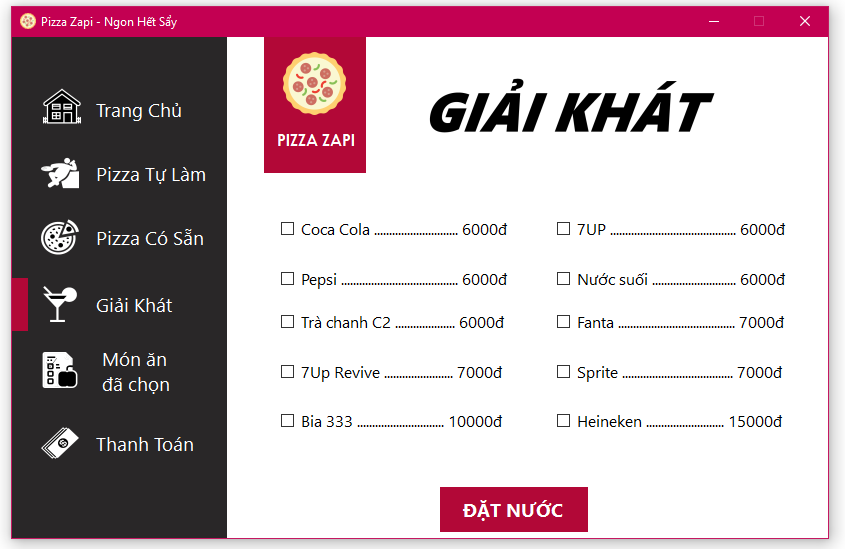 Pizza Zapi - Ngon Hết Sẩy
Trang Chủ
Pizza Tự Làm
Pizza Có Sẵn
Giải Khát
Món ăn
đã chọn
Thanh Toán
PIZZA ZAPI
GIẢI KHÁT
Coca Cola ............................ 6000đ
7UP .......................................... 6000đ
Pepsi ....................................... 6000đ
Nước suối ............................ 6000đ
Trà chanh C2 .................... 6000đ
Fanta ....................................... 7000đ
7Up Revive ....................... 7000đ
Sprite ..................................... 7000đ
Bia 333 ............................. 10000đ
Heineken .......................... 15000đ
ĐẶT NƯỚC